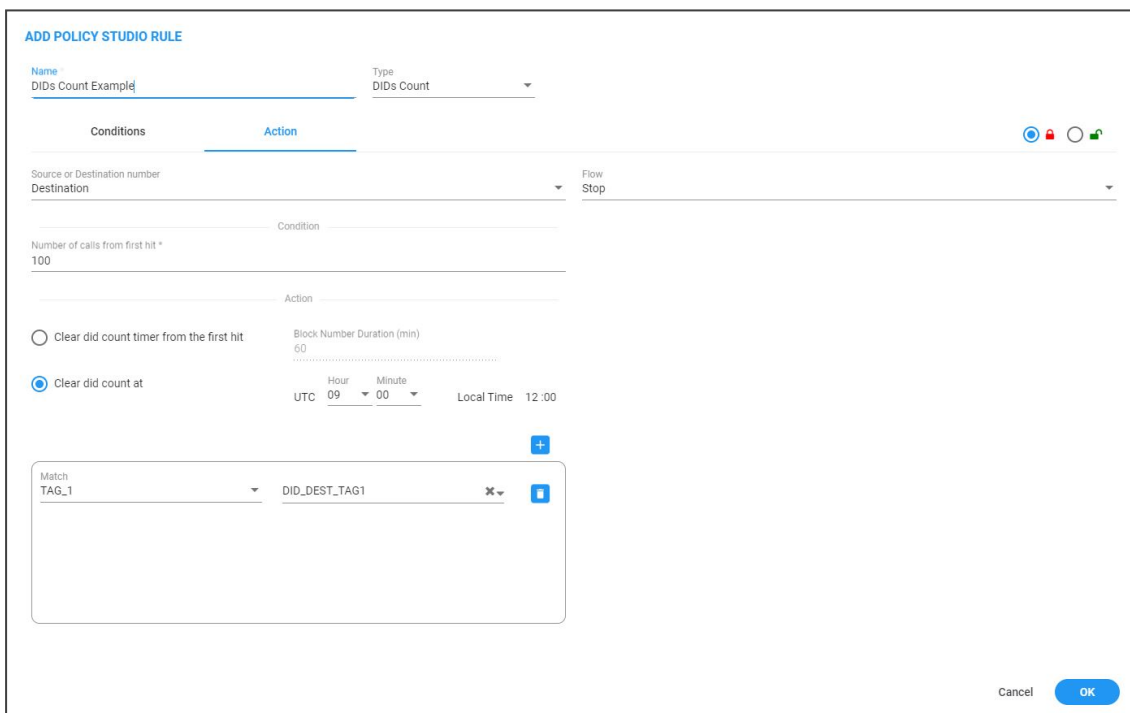 ADD POLICY STUDIO RULE
Name
DIDs Count Example
Type
DIDs Count
Conditions
Action
Source or Destination number
Destination
Flow
Stop
Condition
Number of calls from first hit *
100
Action
Clear did count timer from the first hit
Block Number Duration (min)
60
Clear did count at
UTC
Hour
09
Minute
00
Local Time 12 :00
Match
TAG_1
DID_DEST_TAG1
Cancel
OK